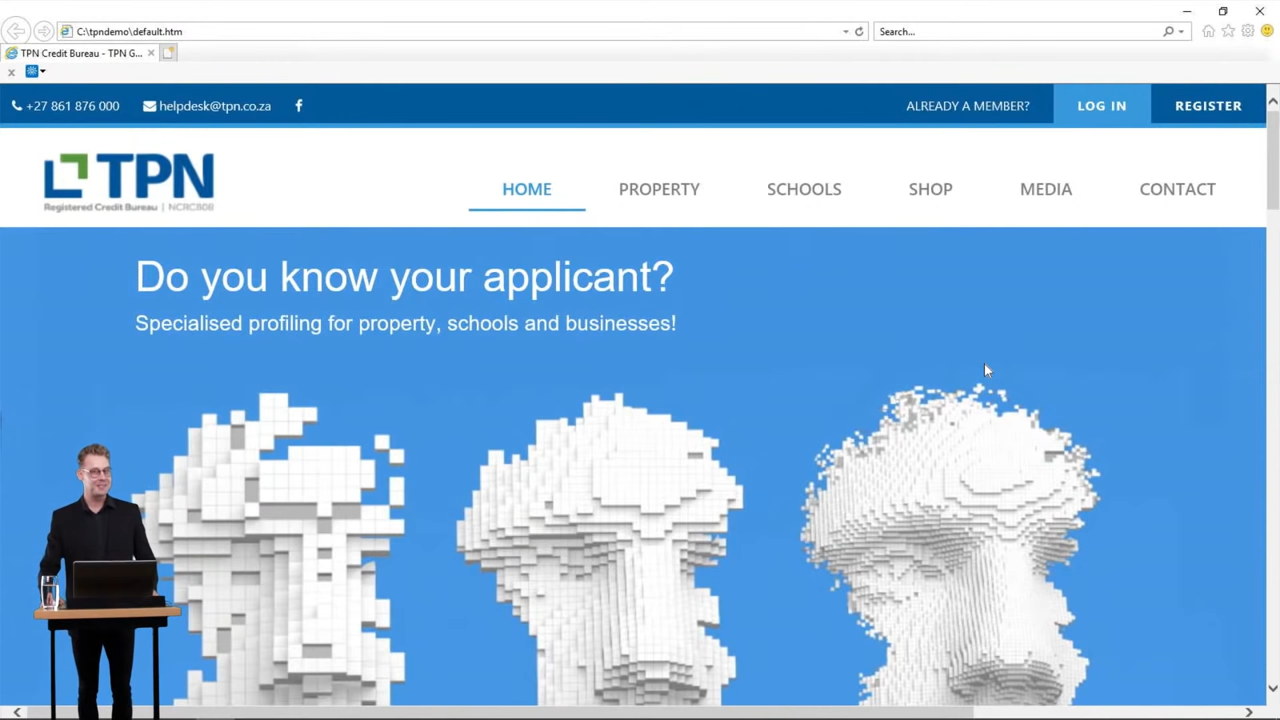 C:\tpndemo\default.htm
Search...
TPN Credit Bureau - TPN G...
+27 861 876 000
helpdesk@tpn.co.za
ALREADY A MEMBER?
LOG IN
REGISTER
TPN
Registered Credit Bureau | NCRCB08
HOME
PROPERTY
SCHOOLS
SHOP
MEDIA
CONTACT
Do you know your applicant?
Specialised profiling for property, schools and businesses!